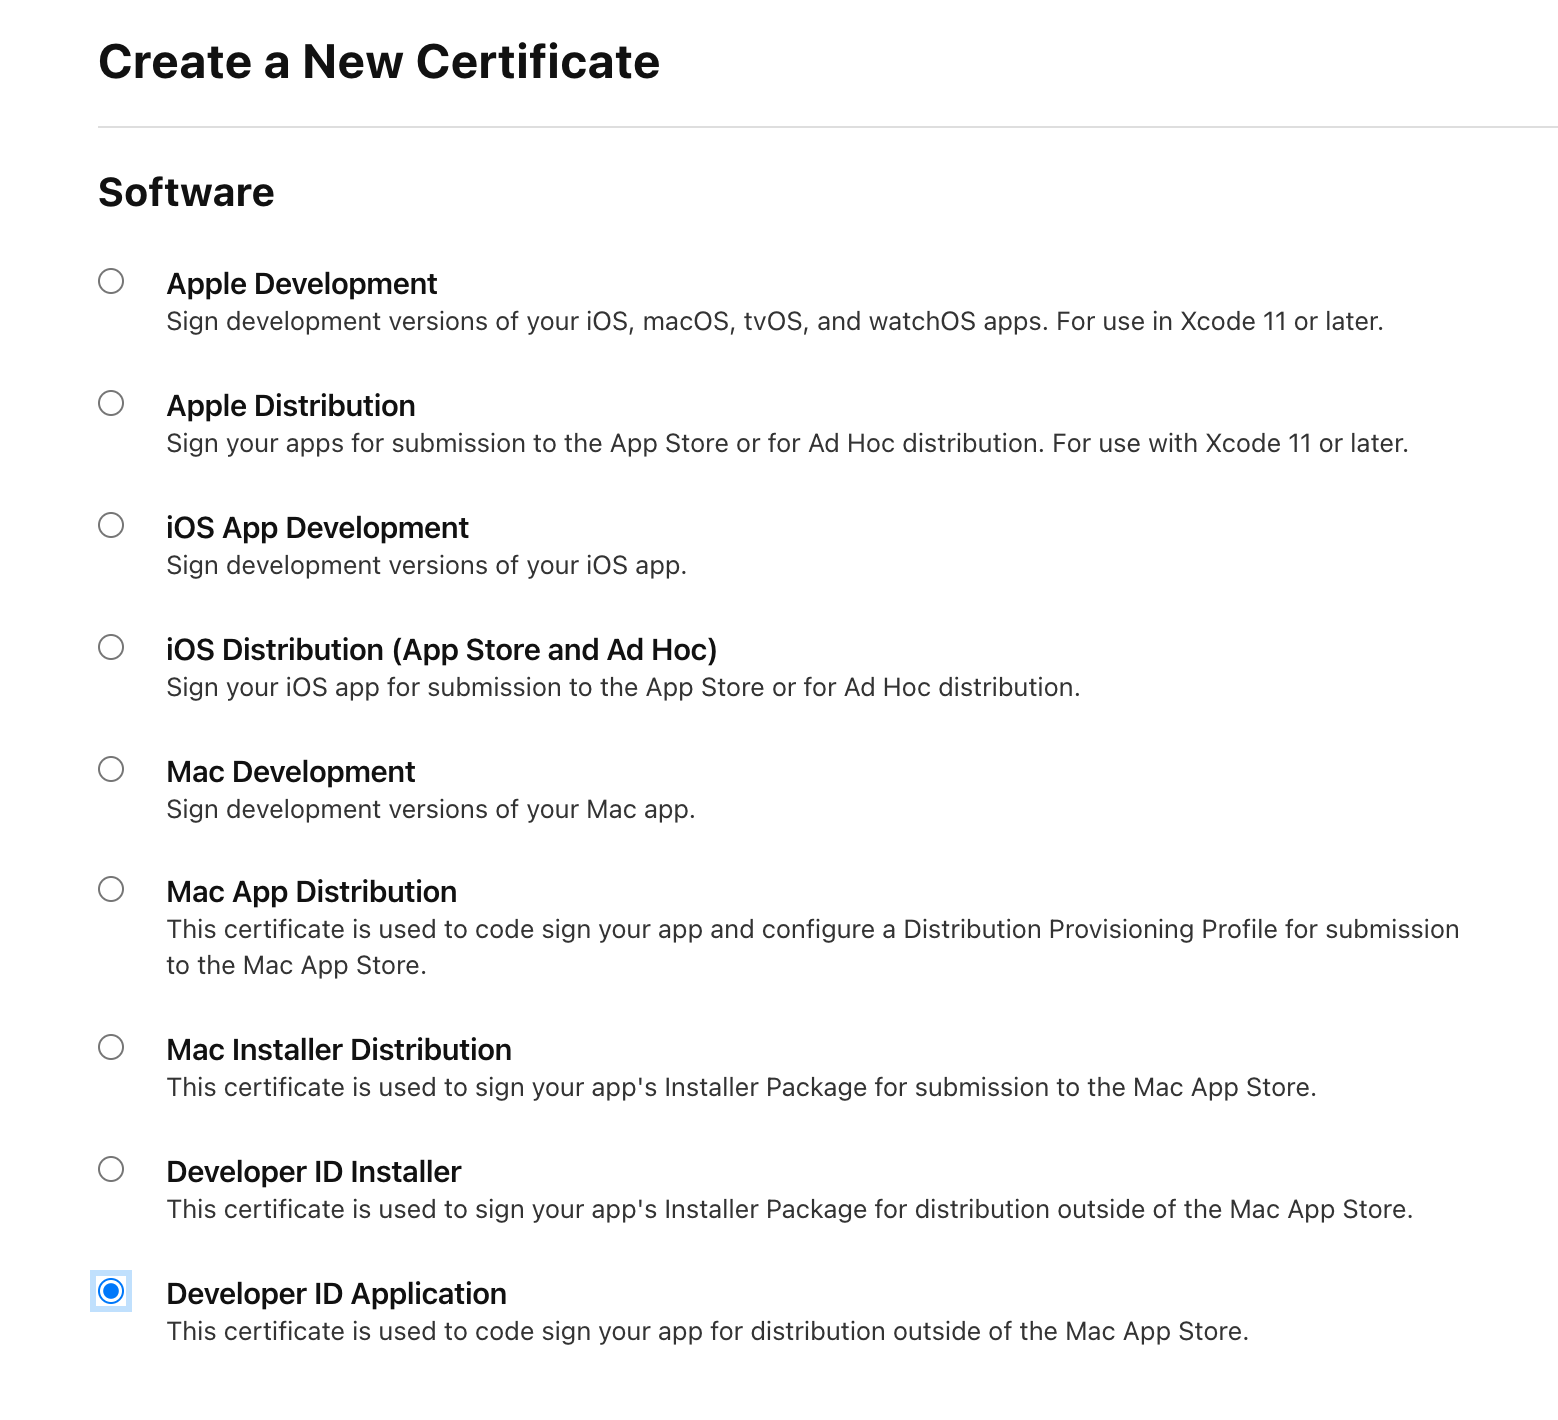 Create a New Certificate
Software
Apple Development
Sign development versions of your iOS, macOS, tvOS, and watchOS apps. For use in Xcode 11 or later.
Apple Distribution
Sign your apps for submission to the App Store or for Ad Hoc distribution. For use with Xcode 11 or later.
iOS App Development
Sign development versions of your iOS app.
iOS Distribution (App Store and Ad Hoc)
Sign your iOS app for submission to the App Store or for Ad Hoc distribution.
Mac Development
Sign development versions of your Mac app.
Mac App Distribution
This certificate is used to code sign your app and configure a Distribution Provisioning Profile for submission
to the Mac App Store.
Mac Installer Distribution
This certificate is used to sign your app's Installer Package for submission to the Mac App Store.
Developer ID Installer
This certificate is used to sign your app's Installer Package for distribution outside of the Mac App Store.
Developer ID Application
This certificate is used to code sign your app for distribution outside of the Mac App Store.